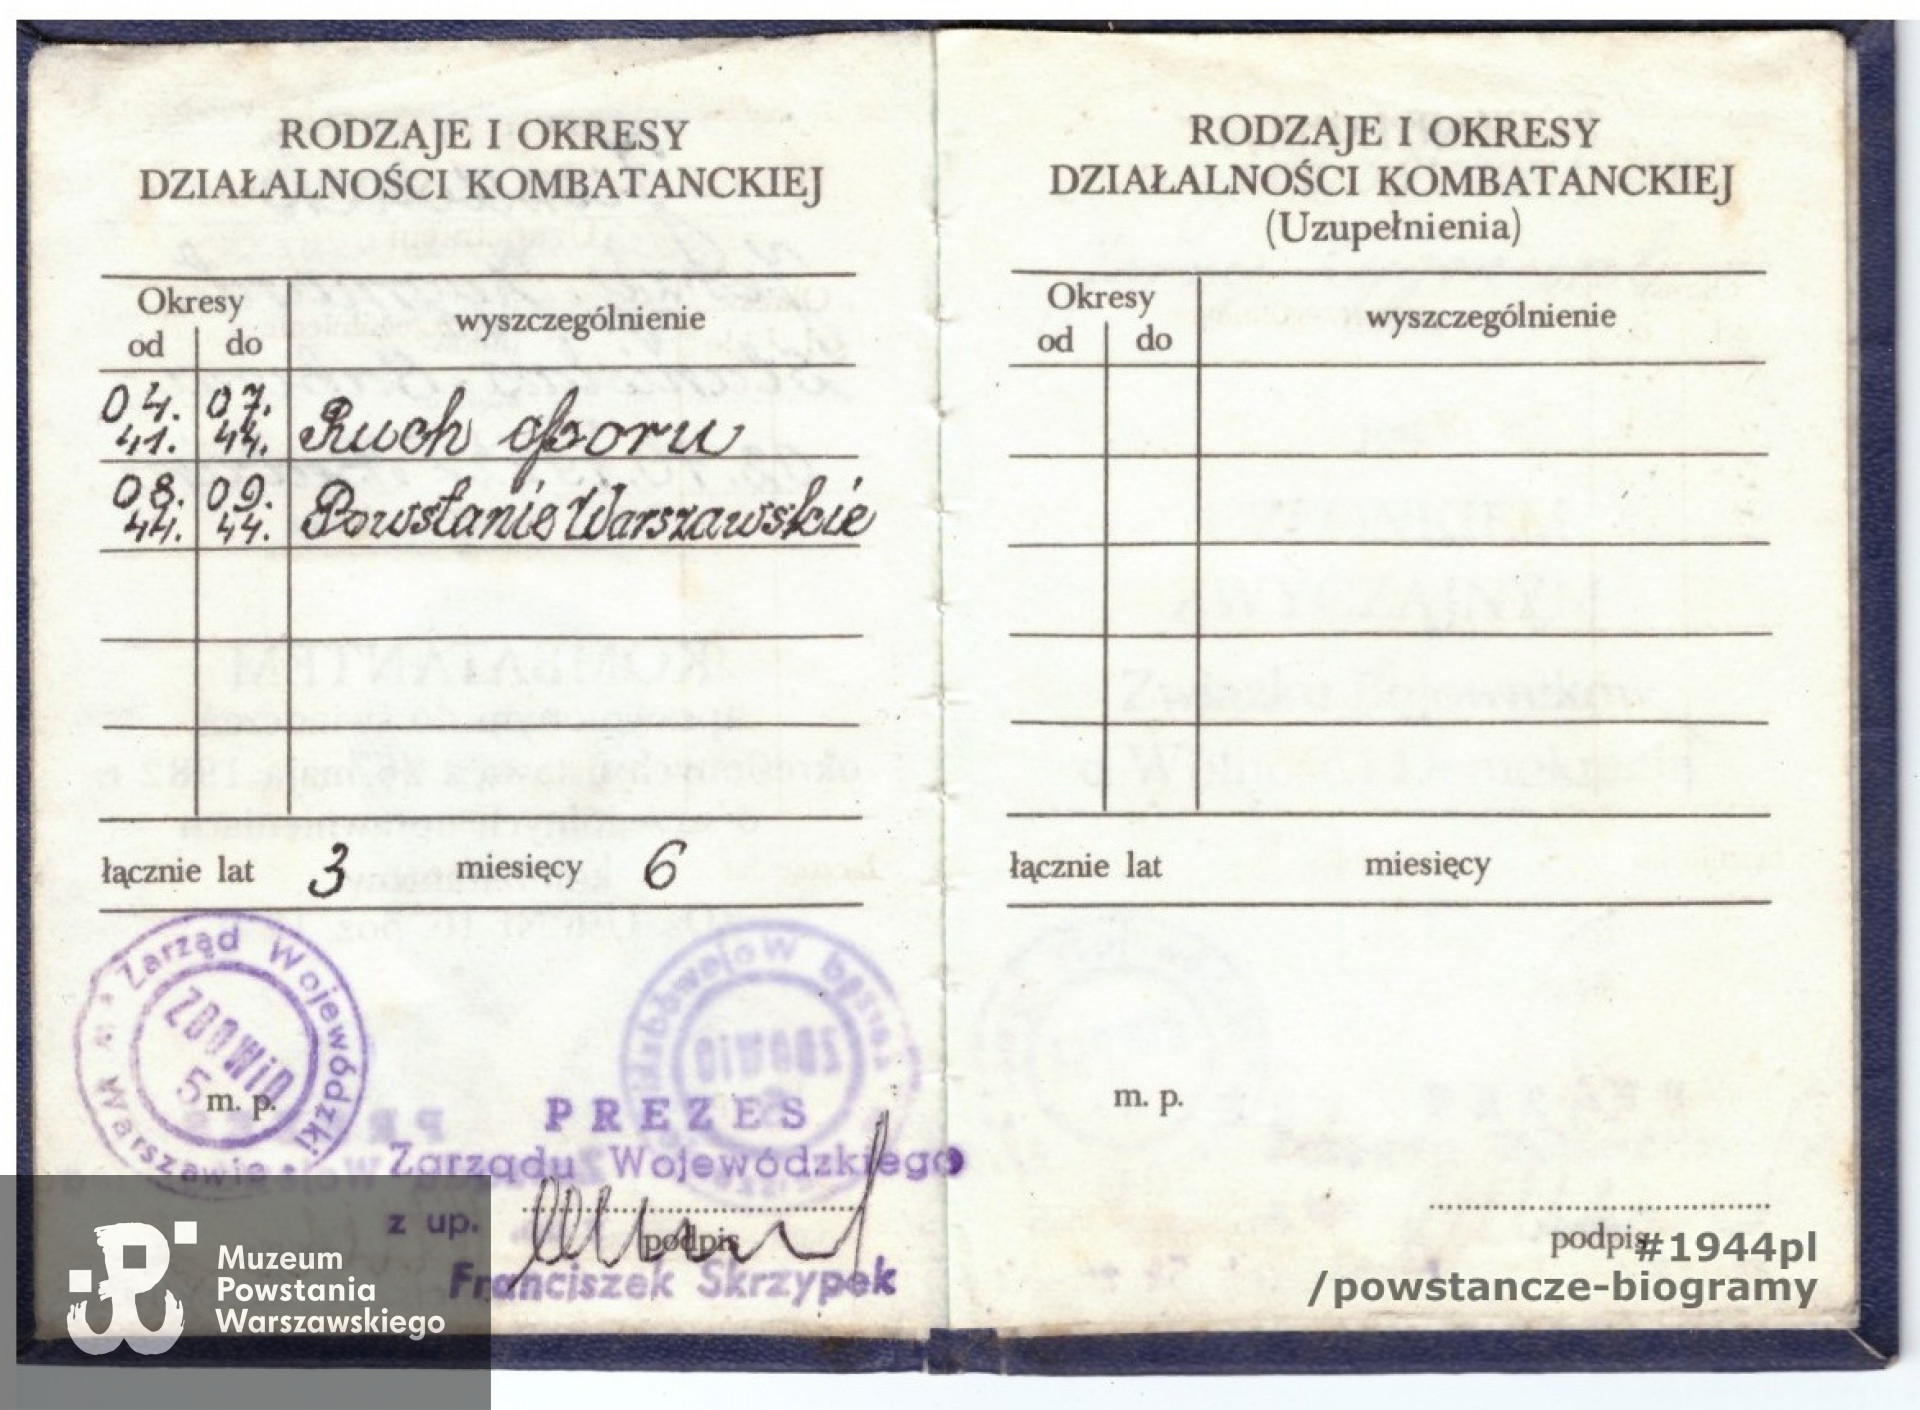 RODZAJE I OKRESY
DZIAŁALNOŚCI KOMBATANCKIEJ
Okresy
od do wyszczególnienie
04. 41. 07. 44. Ruch oporu
08. 44. 09. 44. Powstanie Warszawskie
łącznie lat 3 miesięcy 6
Zarząd Wojewódzki
w Warszawie
ZBOWiD
5
m. p.
PREZES
Zarządu Wojewódzkiego
z up.
podpis
Franciszek Skrzypek
Muzeum
Powstania
Warszawskiego
RODZAJE I OKRESY
DZIAŁALNOŚCI KOMBATANCKIEJ
(Uzupełnienia)
Okresy
od do wyszczególnienie
łącznie lat miesięcy
m. p.
podpis
#1944pl
/powstancze-biogramy